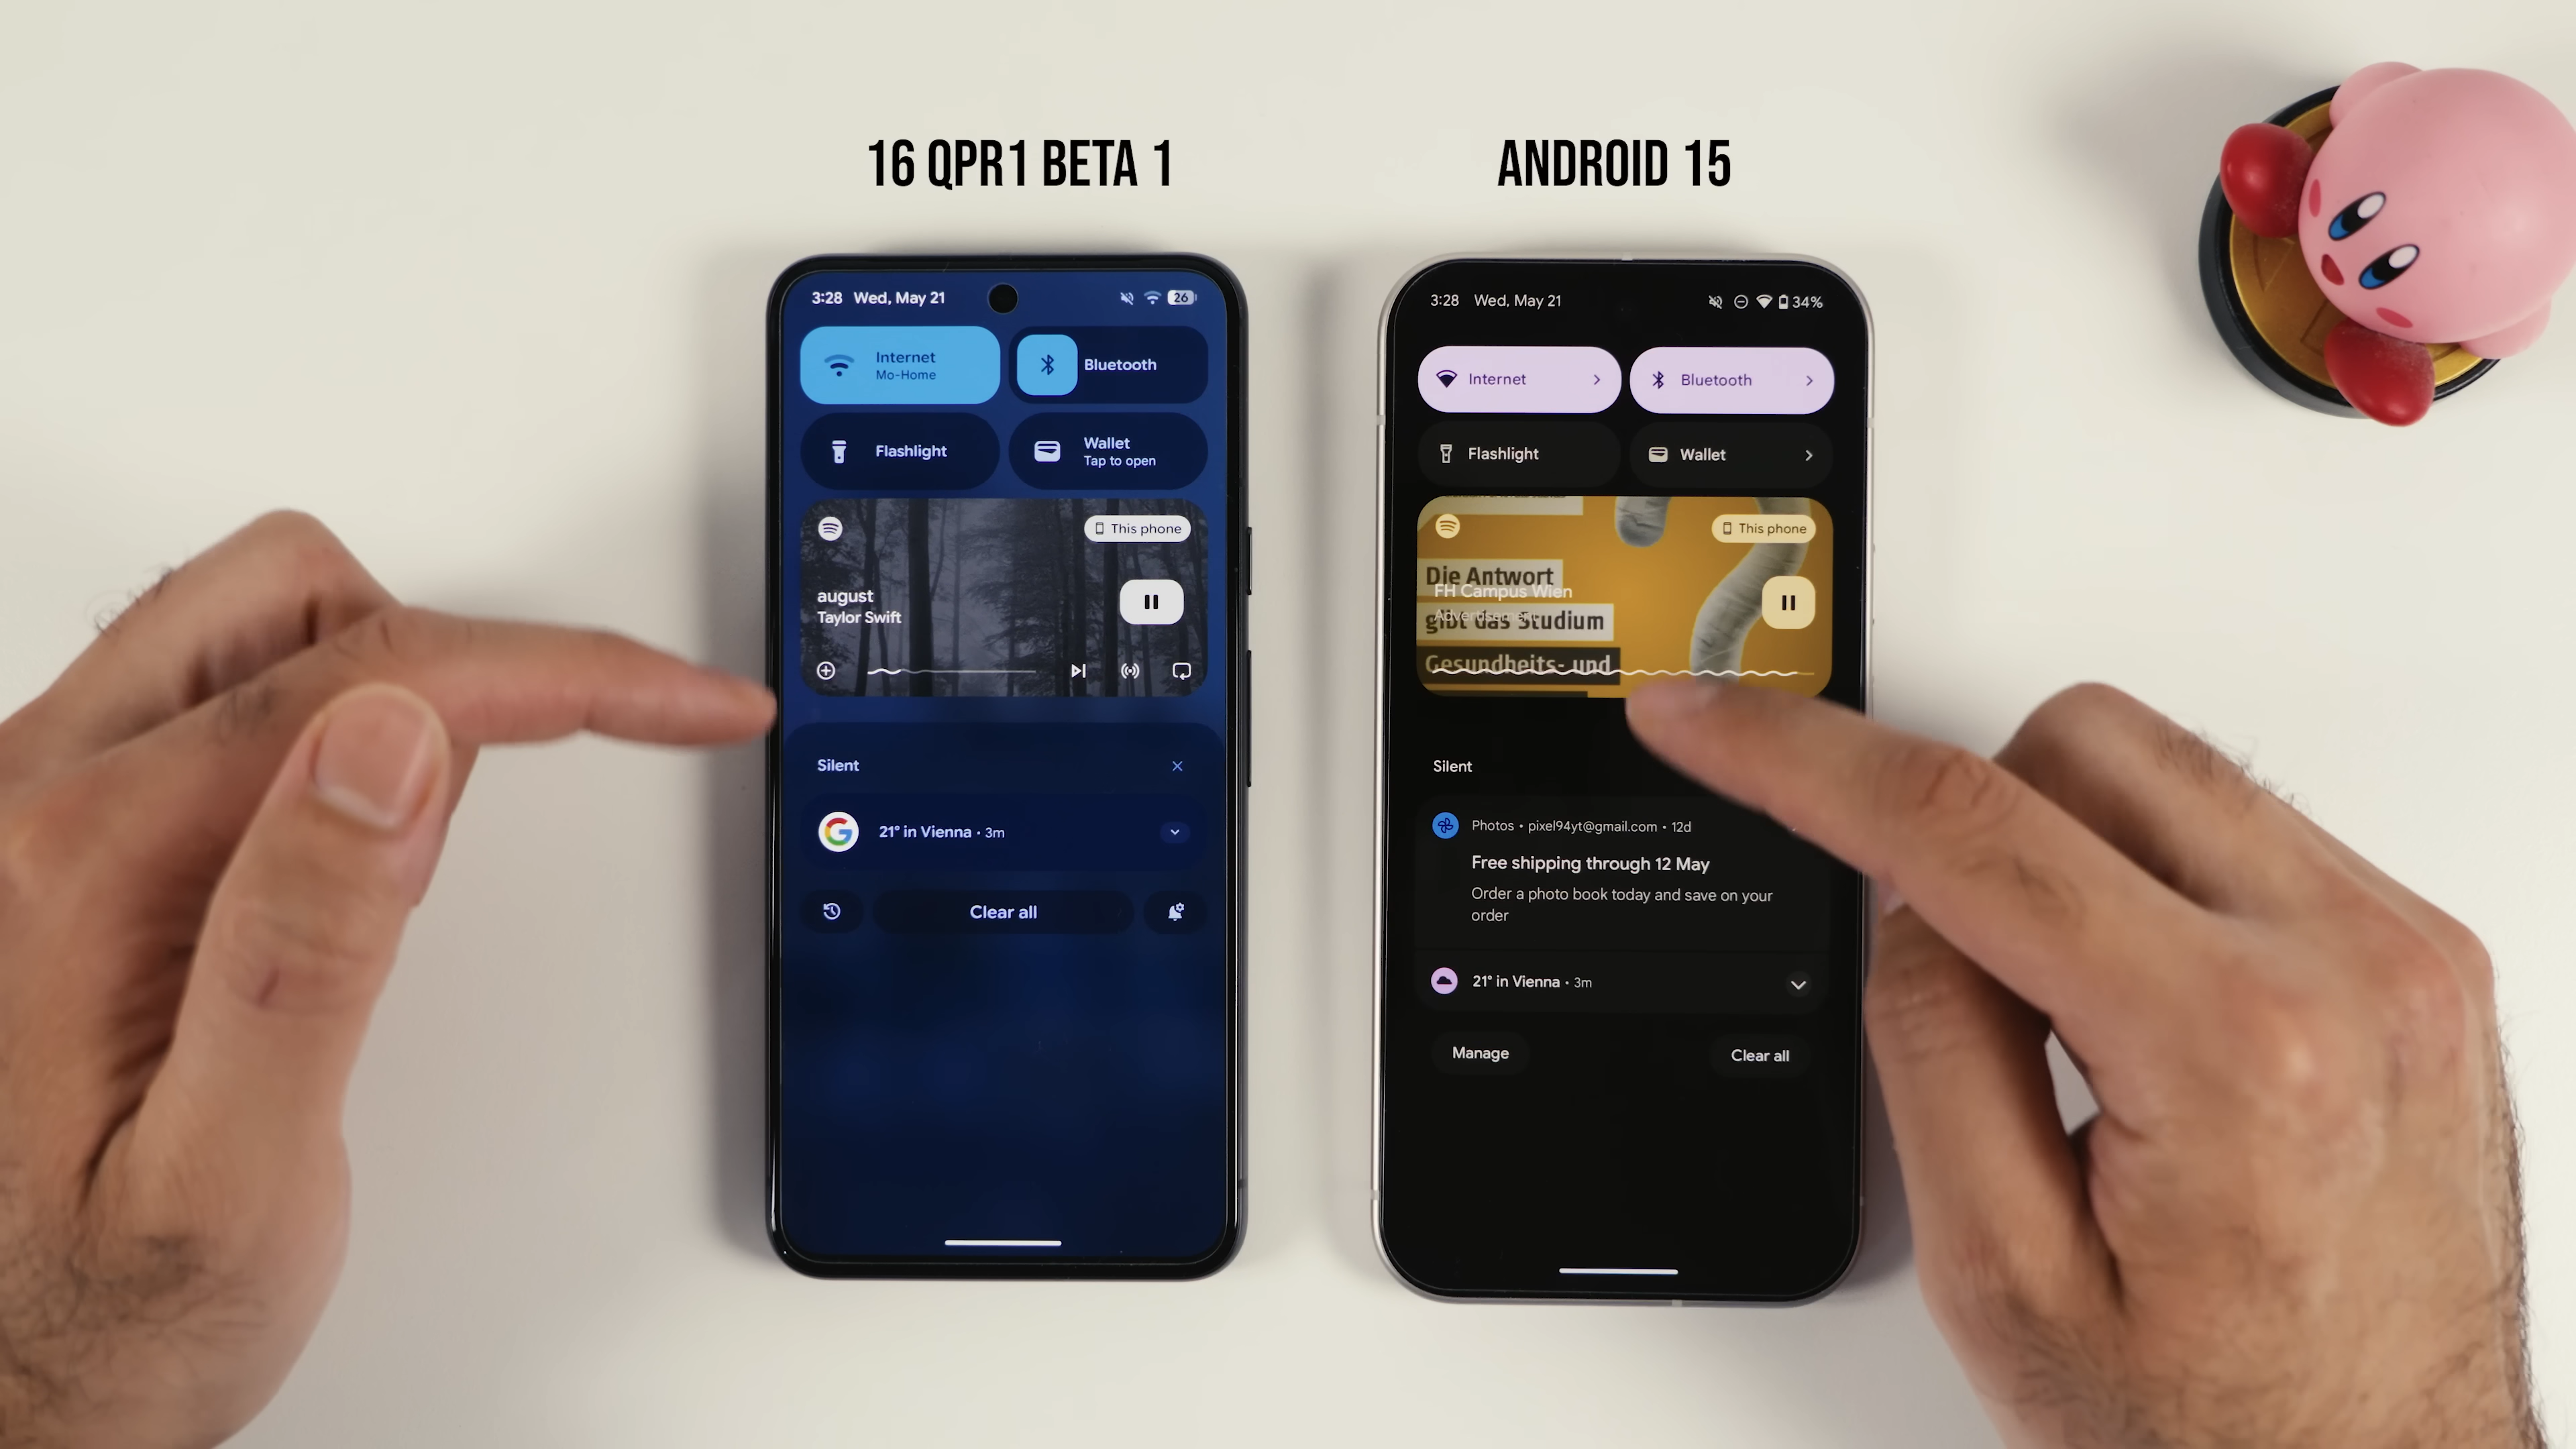 16 QPR1 BETA 1
ANDROID 15
3:28 Wed, May 21
26
Internet
Mo-Home
Bluetooth
Flashlight
Wallet
Tap to open
This phone
august
Taylor Swift
Silent
21° in Vienna • 3m
Clear all
3:28 Wed, May 21
34%
Internet
Bluetooth
Flashlight
Wallet
This phone
Die Antwort
FH Campus Wien
Advertisement
gibt das Studium
Gesundheits- und
Silent
Photos • pixel94yt@gmail.com • 12d
Free shipping through 12 May
Order a photo book today and save on your
order
21° in Vienna • 3m
Manage
Clear all